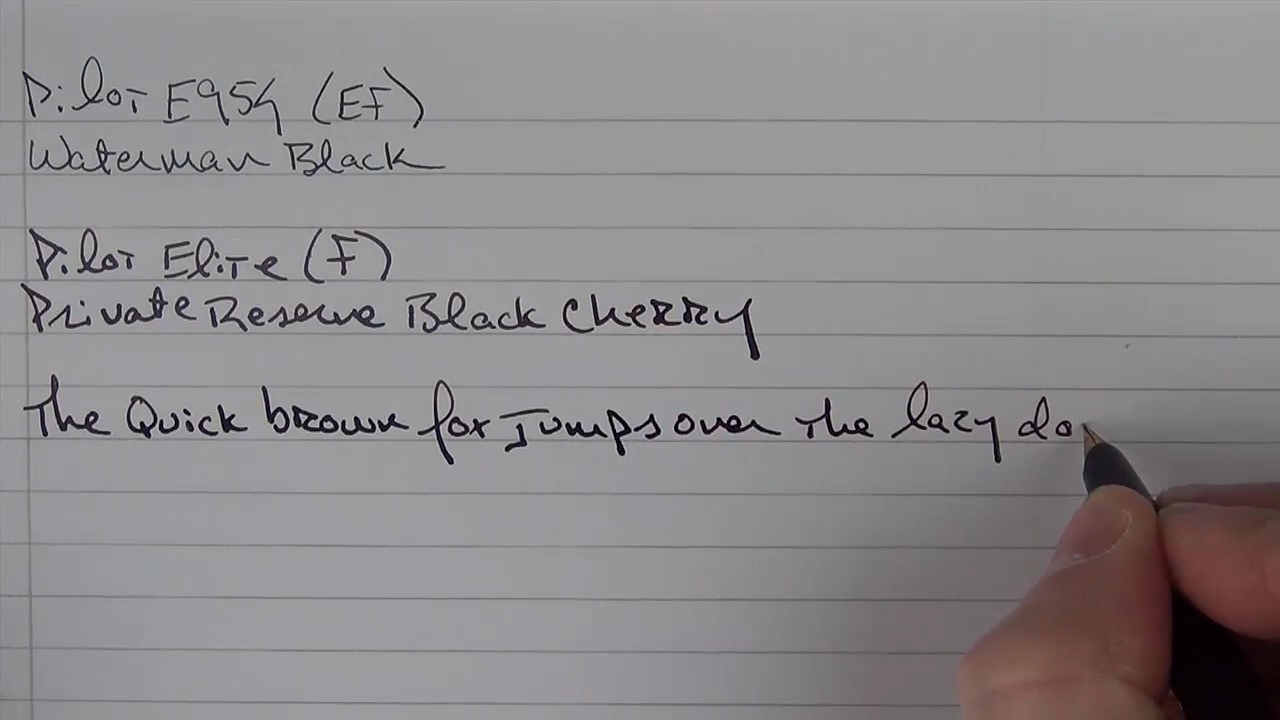 Pilot E95S (EF)
Waterman Black
Pilot Elite (F)
Private Reserve Black Cherry
The Quick brown fox Jumps over The lazy do